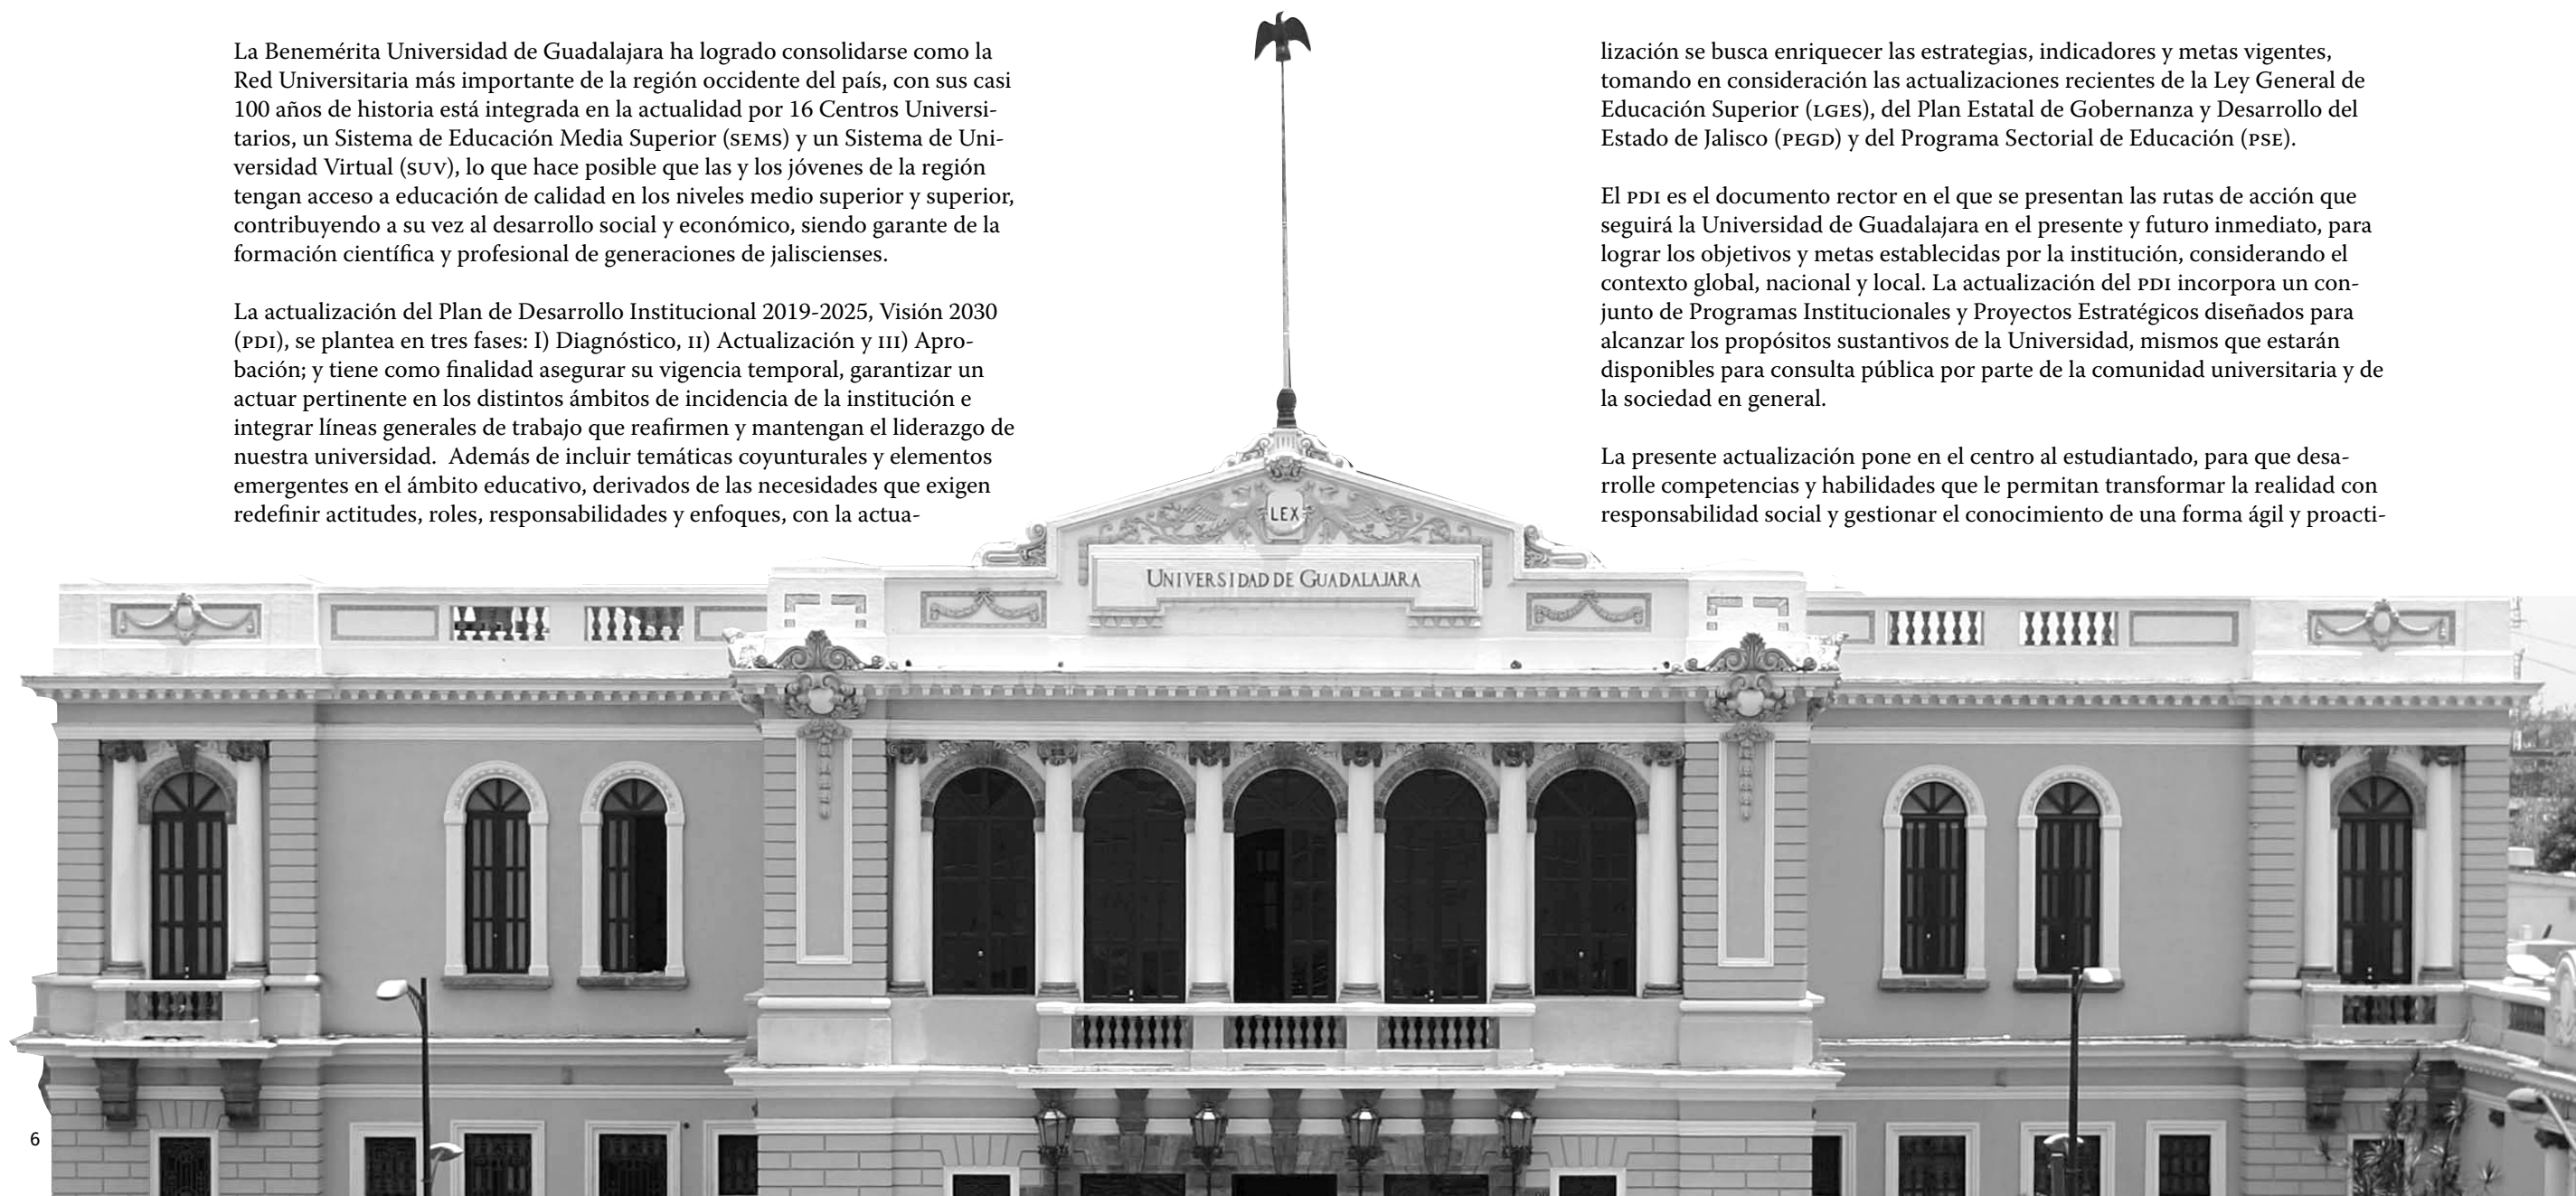 La Benemérita Universidad de Guadalajara ha logrado consolidarse como la
Red Universitaria más importante de la región occidente del país, con sus casi
100 años de historia está integrada en la actualidad por 16 Centros Universi-
tarios, un Sistema de Educación Media Superior (SEMS) y un Sistema de Uni-
versidad Virtual (SUV), lo que hace posible que las y los jóvenes de la región
tengan acceso a educación de calidad en los niveles medio superior y superior,
contribuyendo a su vez al desarrollo social y económico, siendo garante de la
formación científica y profesional de generaciones de jaliscienses.
La actualización del Plan de Desarrollo Institucional 2019-2025, Visión 2030
(PDI), se plantea en tres fases: I) Diagnóstico, II) Actualización y III) Apro-
bación; y tiene como finalidad asegurar su vigencia temporal, garantizar un
actuar pertinente en los distintos ámbitos de incidencia de la institución e
integrar líneas generales de trabajo que reafirmen y mantengan el liderazgo de
nuestra universidad.  Además de incluir temáticas coyunturales y elementos
emergentes en el ámbito educativo, derivados de las necesidades que exigen
redefinir actitudes, roles, responsabilidades y enfoques, con la actua-
lización se busca enriquecer las estrategias, indicadores y metas vigentes,
tomando en consideración las actualizaciones recientes de la Ley General de
Educación Superior (LGES), del Plan Estatal de Gobernanza y Desarrollo del
Estado de Jalisco (PEGD) y del Programa Sectorial de Educación (PSE).
El PDI es el documento rector en el que se presentan las rutas de acción que
seguirá la Universidad de Guadalajara en el presente y futuro inmediato, para
lograr los objetivos y metas establecidas por la institución, considerando el
contexto global, nacional y local. La actualización del PDI incorpora un con-
junto de Programas Institucionales y Proyectos Estratégicos diseñados para
alcanzar los propósitos sustantivos de la Universidad, mismos que estarán
disponibles para consulta pública por parte de la comunidad universitaria y de
la sociedad en general.
La presente actualización pone en el centro al estudiantado, para que desa-
rrolle competencias y habilidades que le permitan transformar la realidad con
responsabilidad social y gestionar el conocimiento de una forma ágil y proacti-
LEX
UNIVERSIDAD DE GUADALAJARA
6